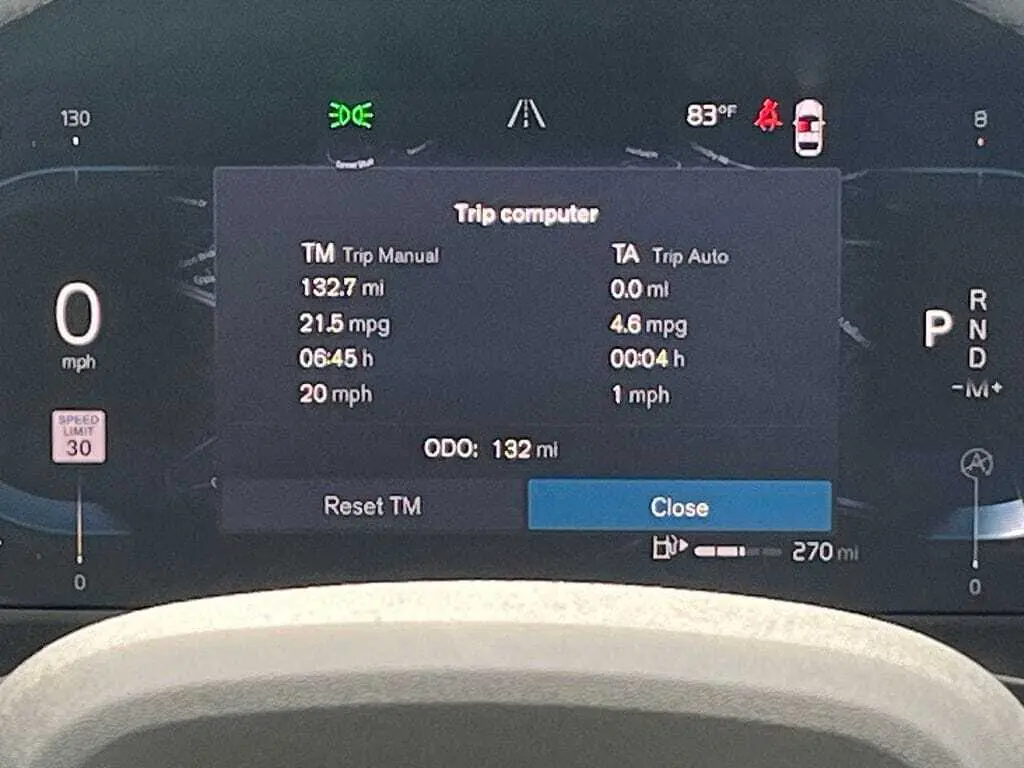 130
83°F
8
Trip computer
TM Trip Manual
TA Trip Auto
132.7 mi
0.0 mi
21.5 mpg
4.6 mpg
06:45 h
00:04 h
20 mph
1 mph
ODO: 132 mi
Reset TM
Close
270 mi
0
mph
SPEED
LIMIT
30
0
P
R
N
D
-M+
A
0